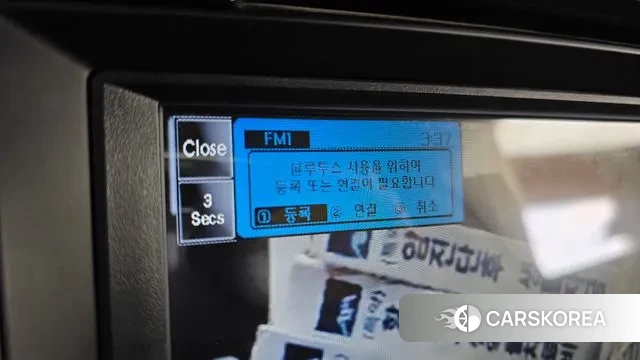 Close
3
Secs
FM1
3:37
블루투스 사용을 위하여
등록 또는 연결이 필요합니다
① 등록 ② 연결 ③ 취소
CARSKOREA